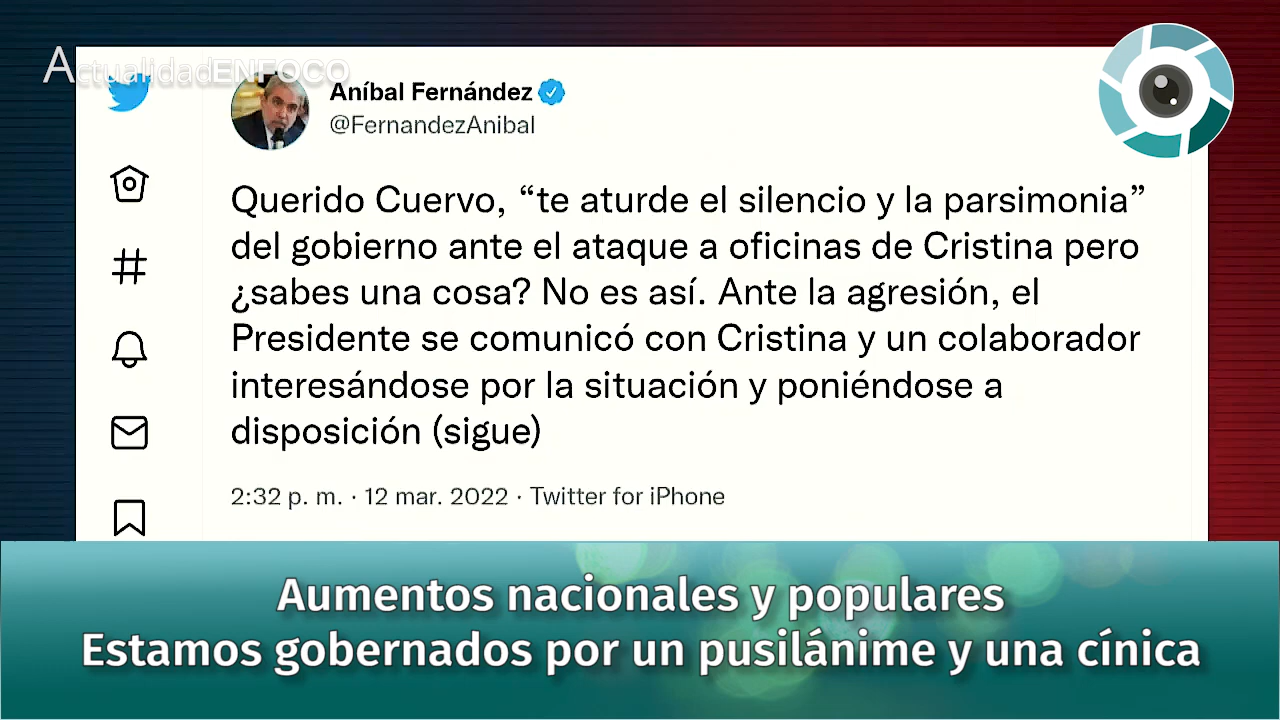 ActualidadENFOCO
Aníbal Fernández
@FernandezAnibal
Querido Cuervo, “te aturde el silencio y la parsimonia”
del gobierno ante el ataque a oficinas de Cristina pero
¿sabes una cosa? No es así. Ante la agresión, el
Presidente se comunicó con Cristina y un colaborador
interesándose por la situación y poniéndose a
disposición (sigue)
2:32 p. m. · 12 mar. 2022 · Twitter for iPhone
Aumentos nacionales y populares
Estamos gobernados por un pusilánime y una cínica